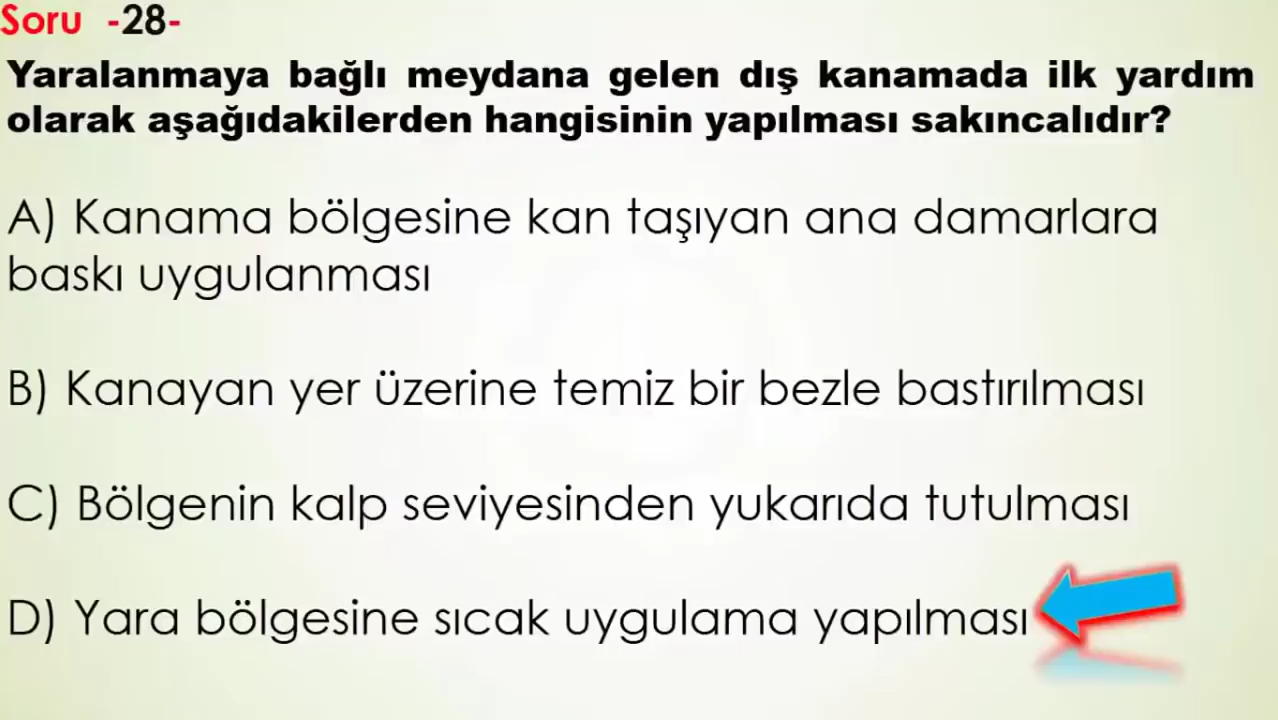 Soru -28-
Yaralanmaya bağlı meydana gelen dış kanamada ilk yardım
olarak aşağıdakilerden hangisinin yapılması sakıncalıdır?
A) Kanama bölgesine kan taşıyan ana damarlara
baskı uygulanması
B) Kanayan yer üzerine temiz bir bezle bastırılması
C) Bölgenin kalp seviyesinden yukarıda tutulması
D) Yara bölgesine sıcak uygulama yapılması